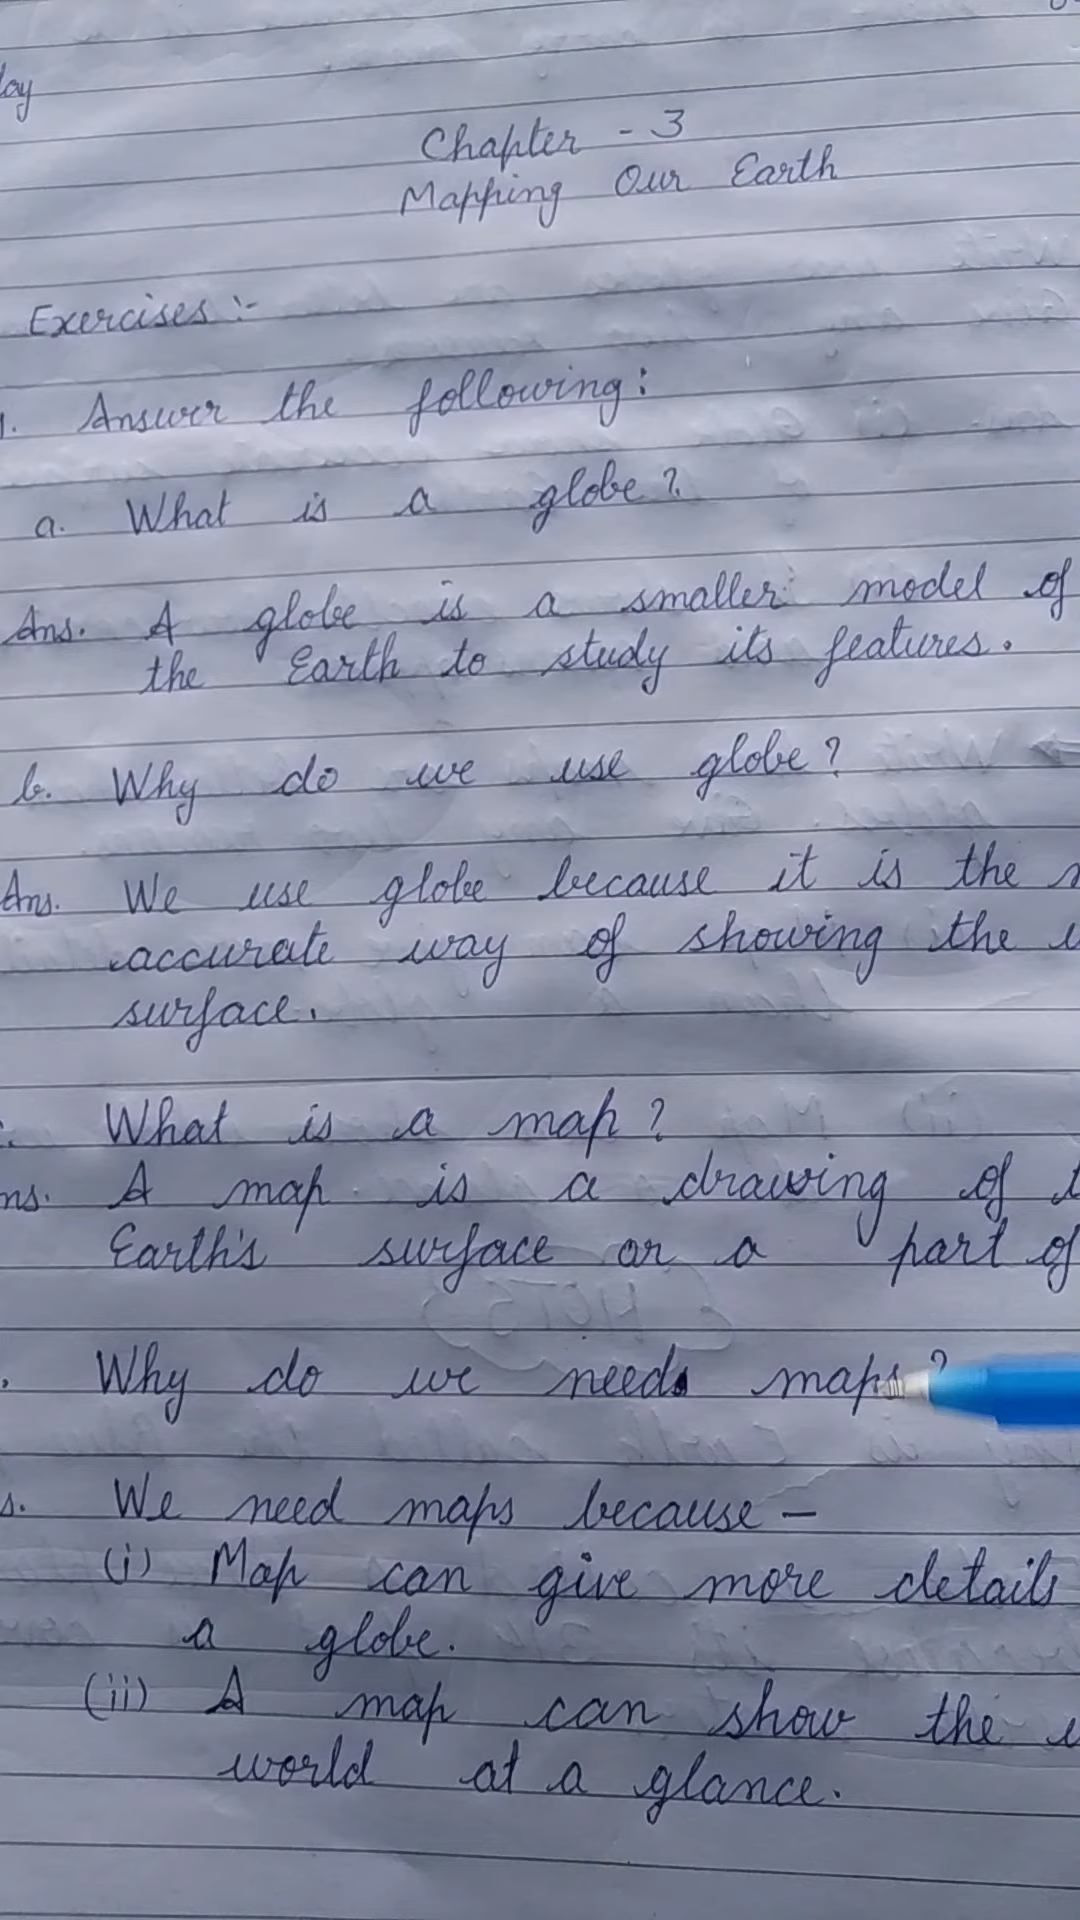 Chapter - 3
Mapping Our Earth
Exercises :-
1. Answer the following:
a. What is a globe?
Ans. A globe is a smaller model of
the Earth to study its features.
b. Why do we use globe?
Ans. We use globe because it is the
accurate way of showing the
surface.
What is a map?
ns. A map is a drawing of
Earth's surface or a part of
Why do we needs maps?
s. We need maps because -
(i) Map can give more details
a globe.
(ii) A map can show the
world at a glance.